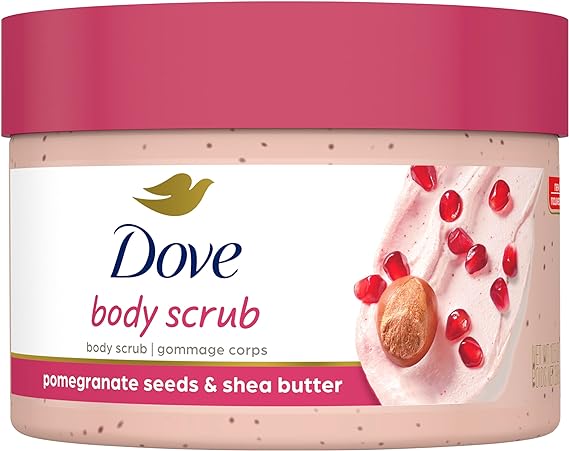 Dove
body scrub
body scrub | gommage corps
pomegranate seeds & shea butter